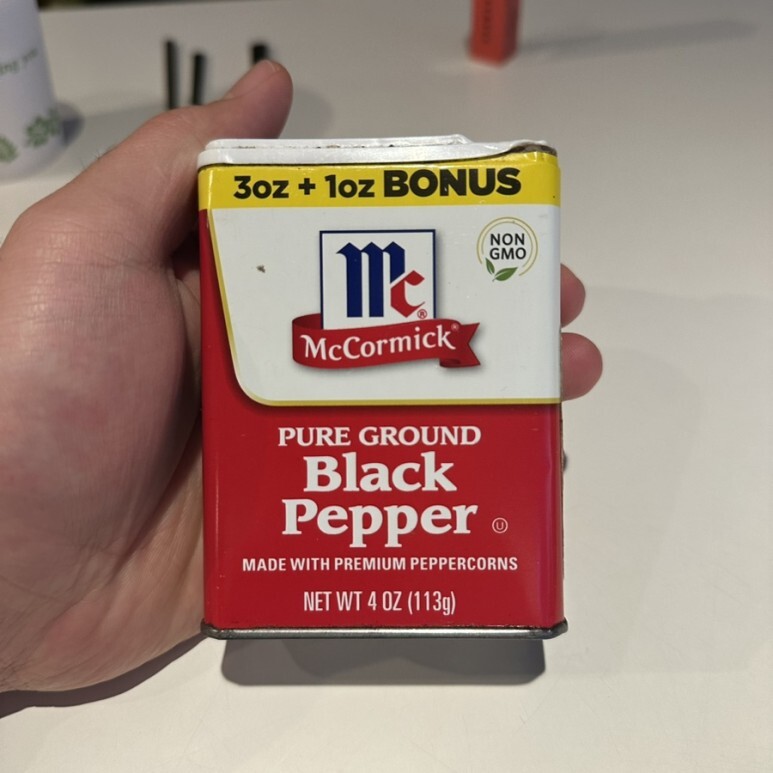 3oz + 1oz BONUS
NON
GMO
Mc
®
McCormick®
PURE GROUND
Black
Pepper Ⓤ
MADE WITH PREMIUM PEPPERCORNS
NET WT 4 OZ (113g)